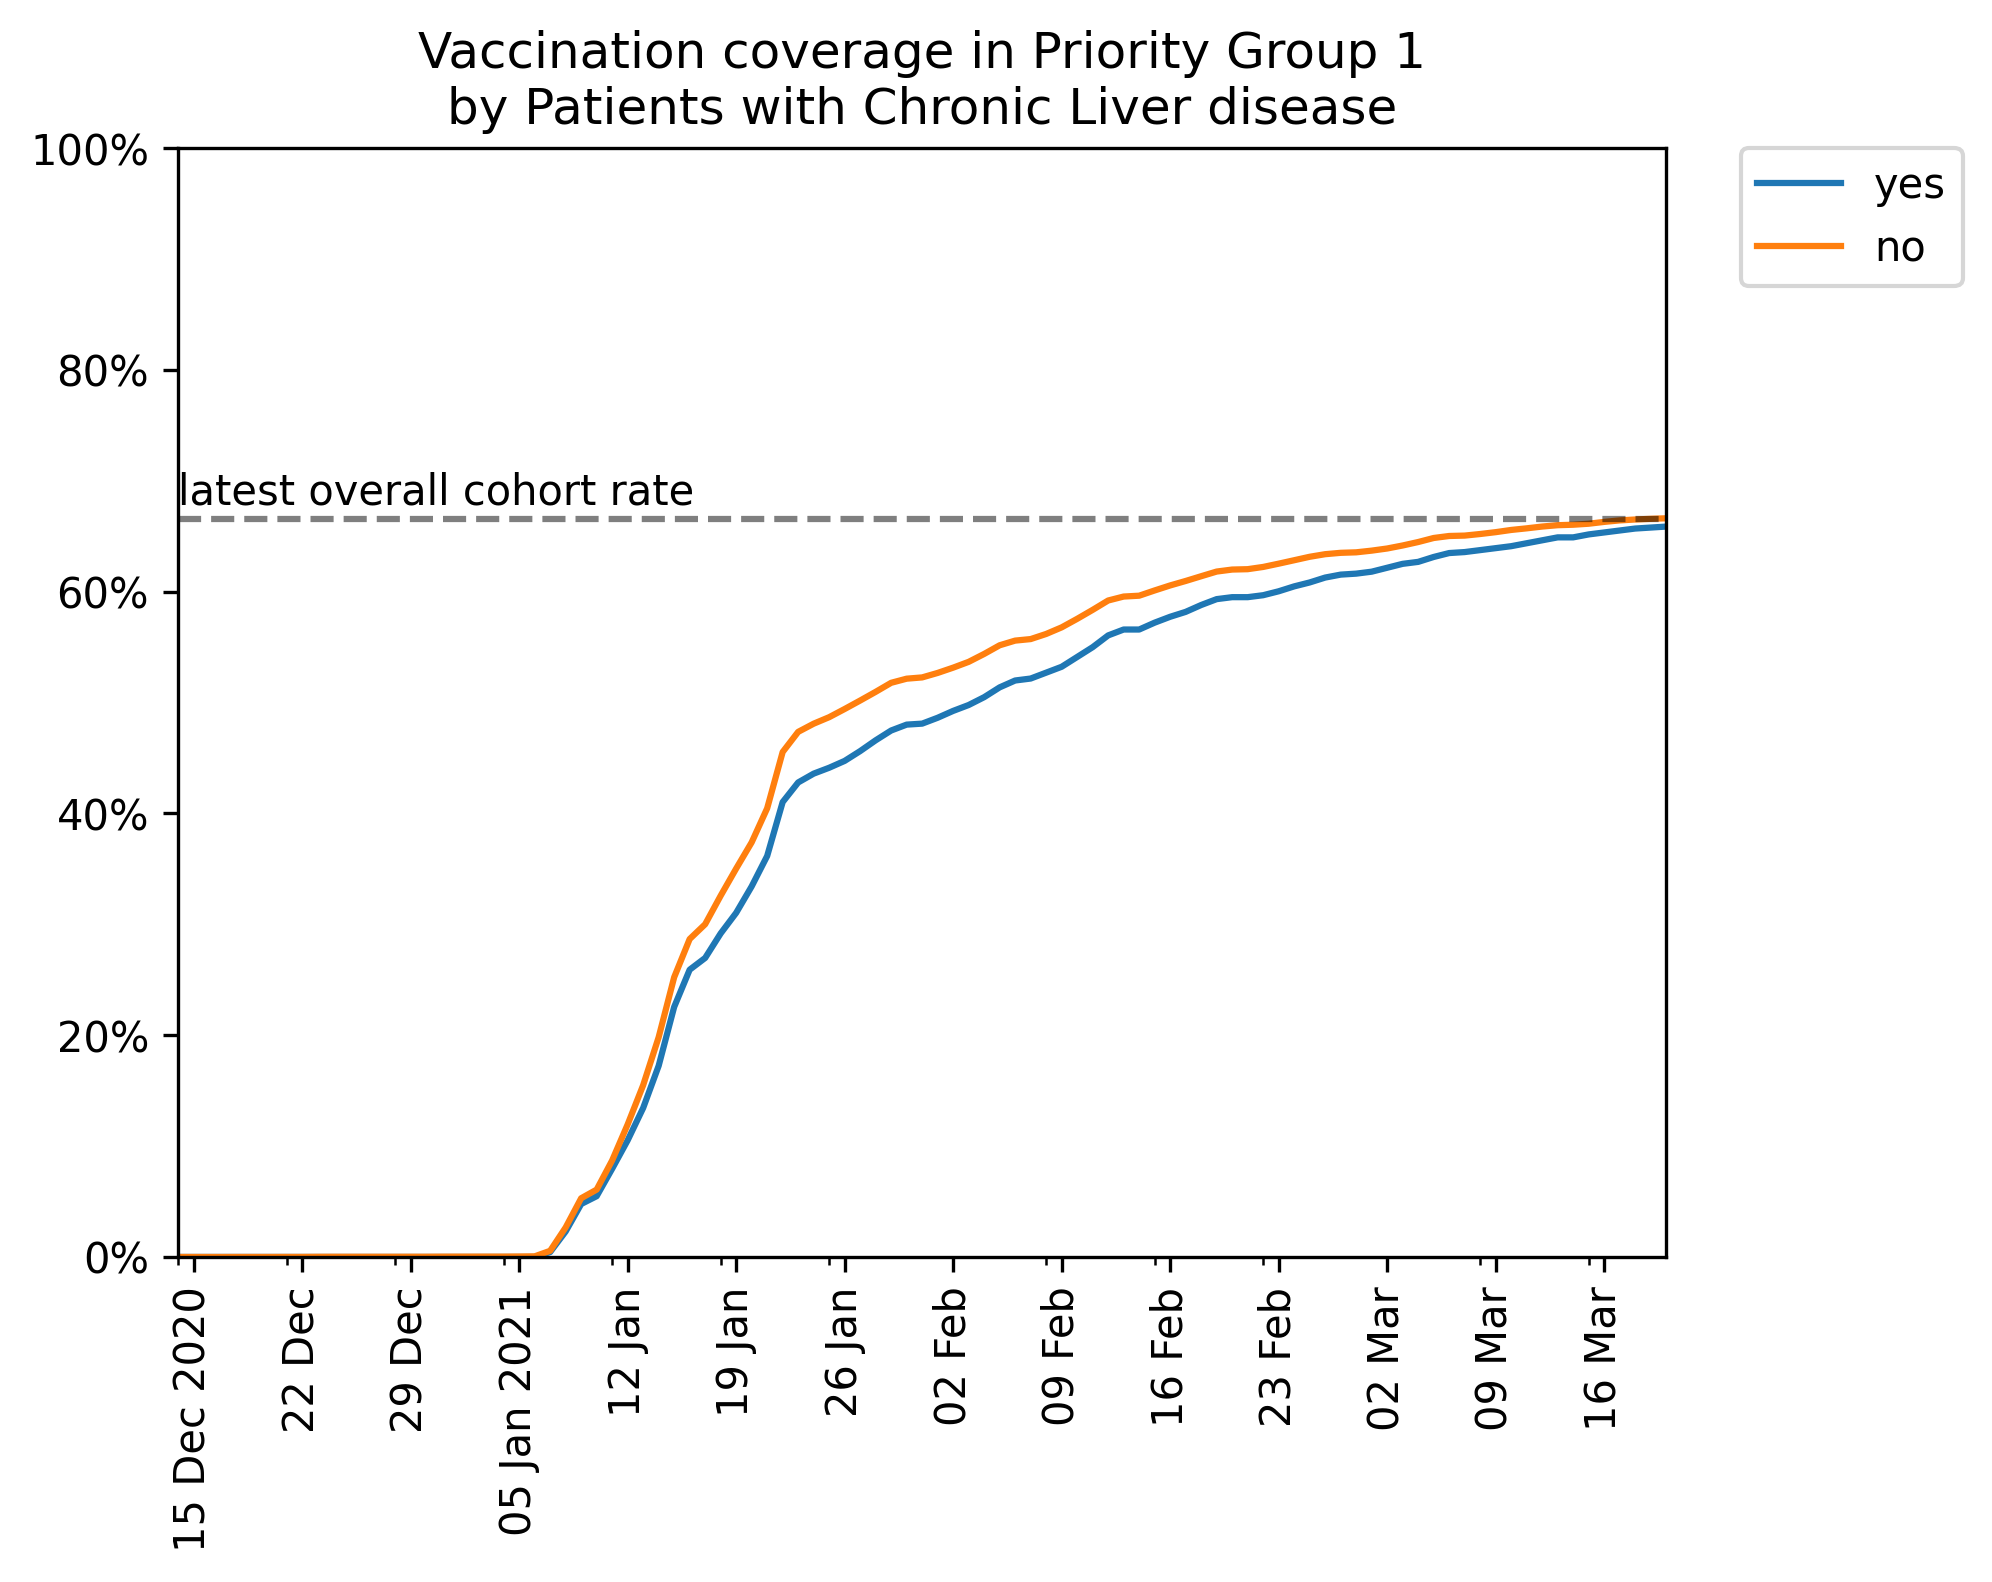 Vaccination coverage in Priority Group 1
by Patients with Chronic Liver disease
100%
80%
60%
40%
20%
0%
latest overall cohort rate
yes
no
15 Dec 2020
22 Dec
29 Dec
05 Jan 2021
12 Jan
19 Jan
26 Jan
02 Feb
09 Feb
16 Feb
23 Feb
02 Mar
09 Mar
16 Mar